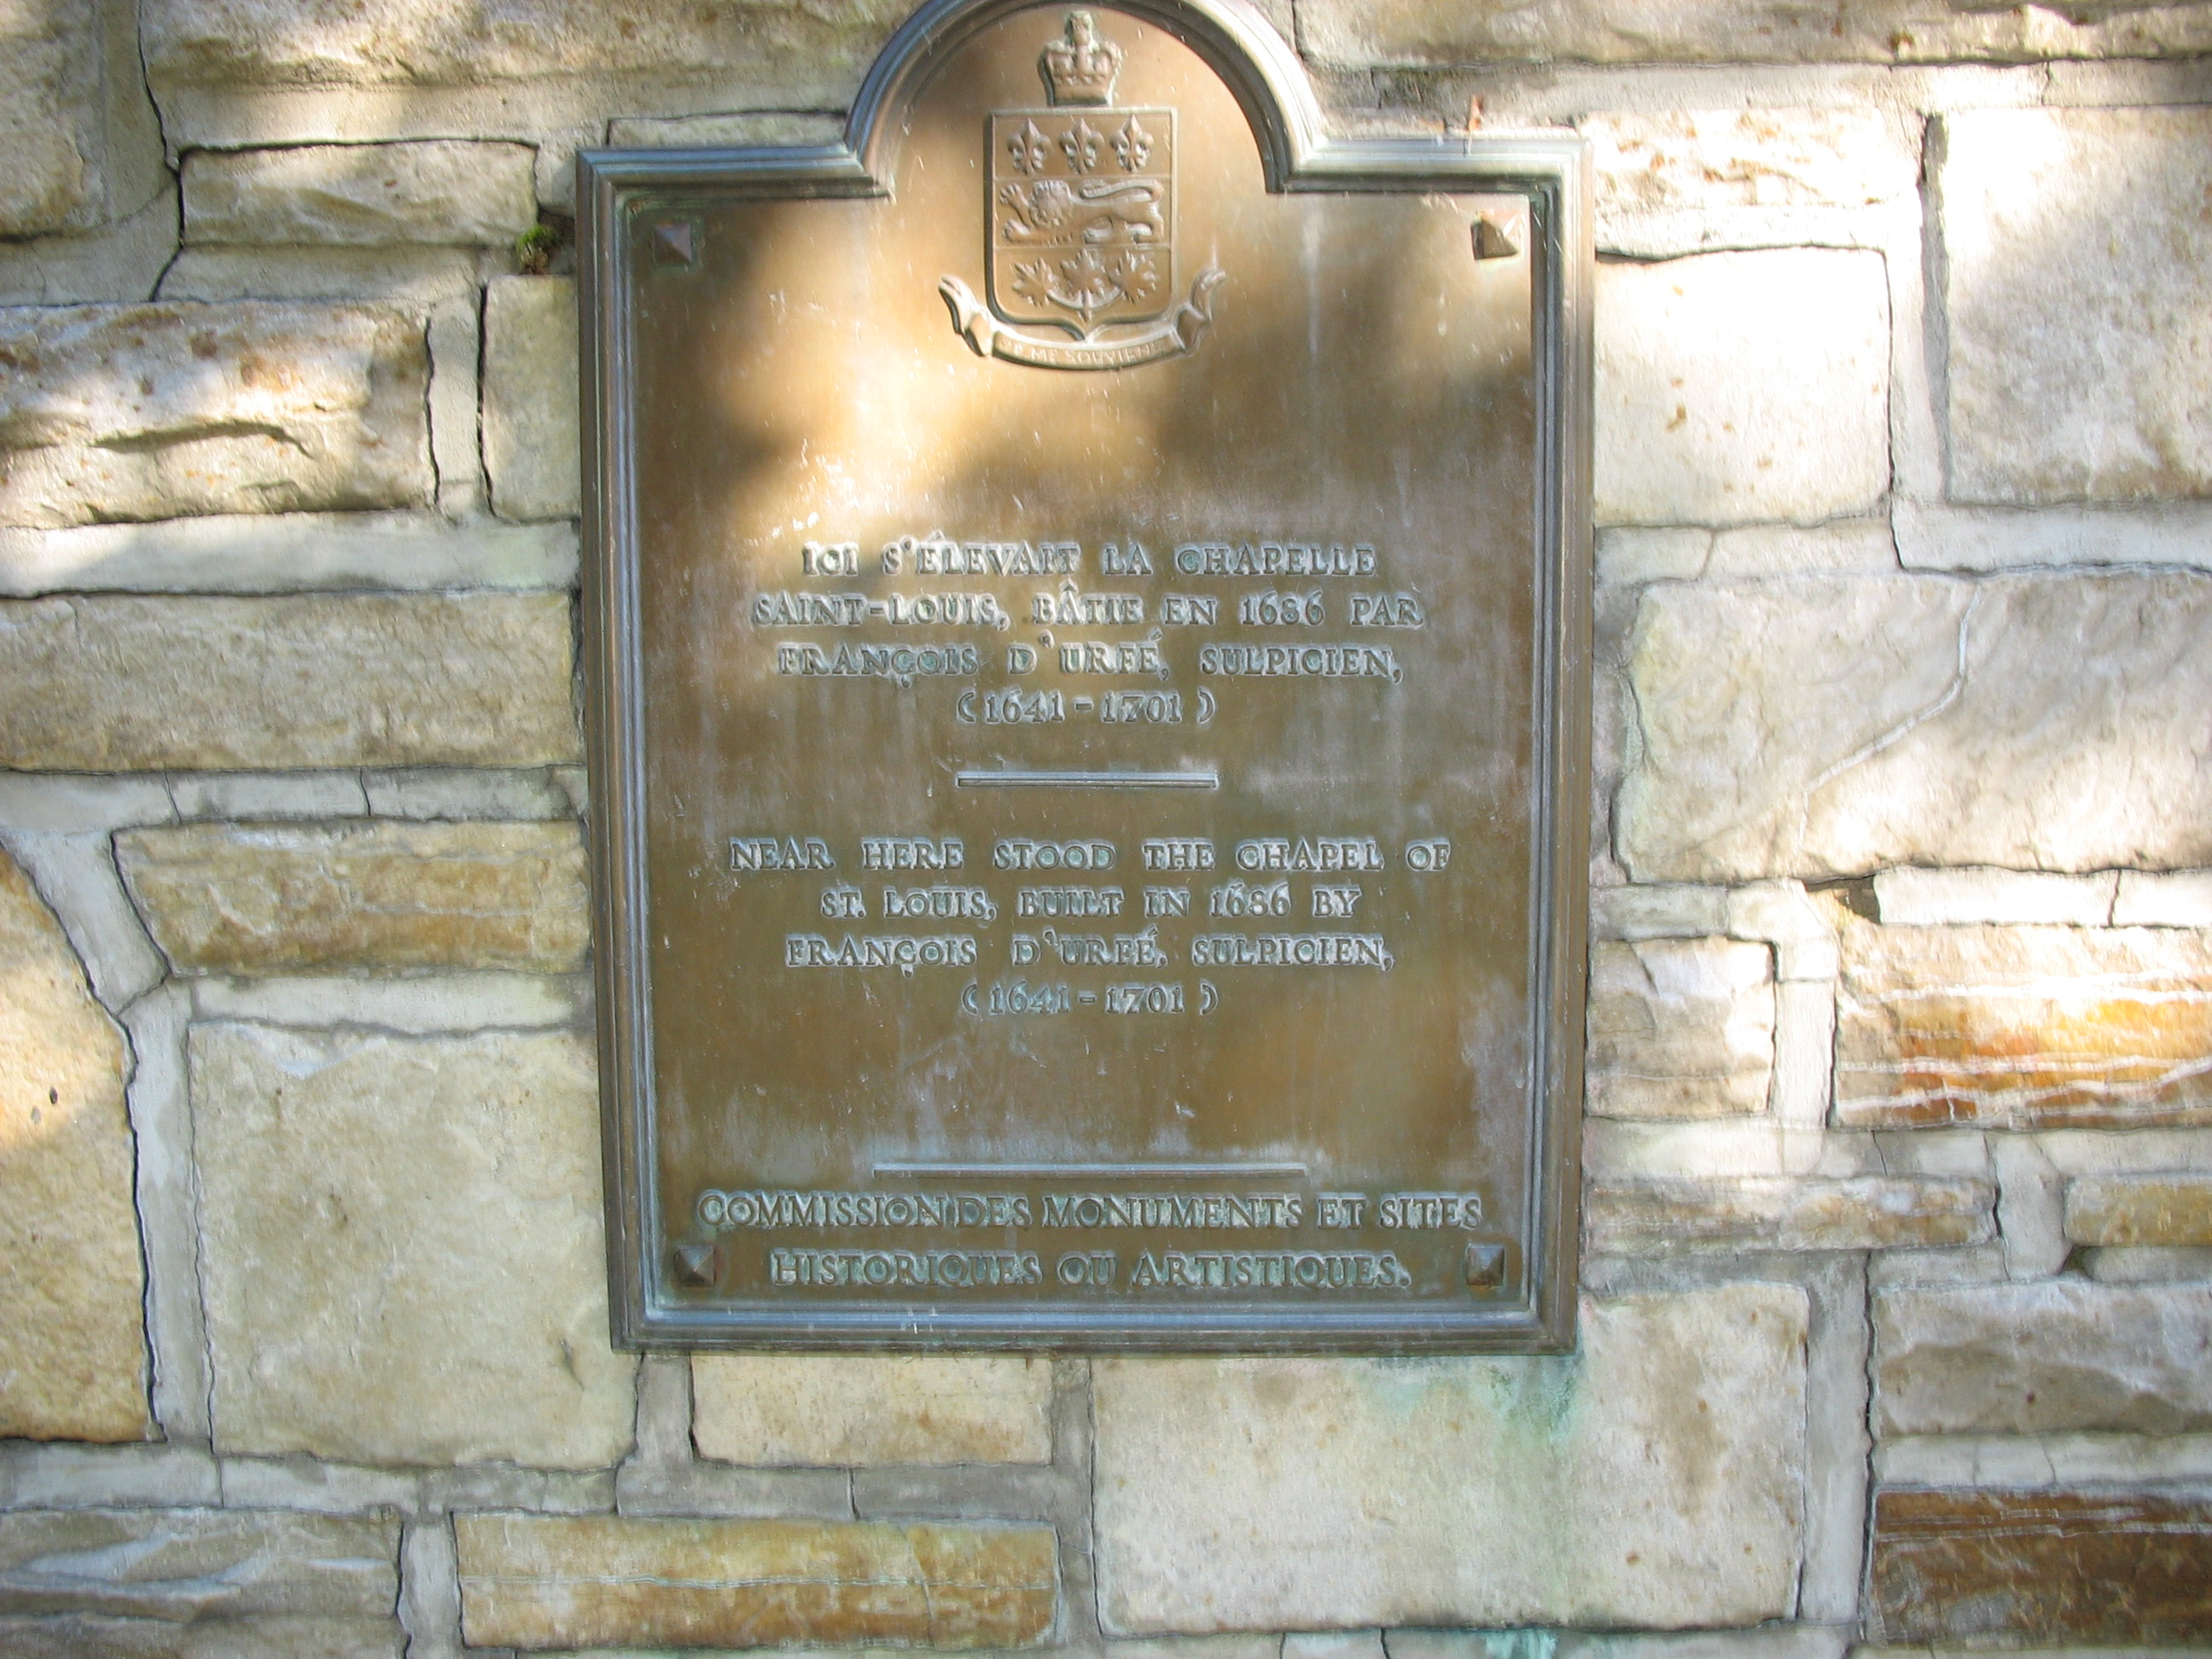 JE ME SOUVIENS
ICI S'ÉLEVAIT LA CHAPELLE
SAINT-LOUIS, BÂTIE EN 1686 PAR
FRANÇOIS D'URFÉ, SULPICIEN,
(1641-1701)
NEAR HERE STOOD THE CHAPEL OF
ST. LOUIS, BUILT IN 1686 BY
FRANÇOIS D'URFÉ, SULPICIEN,
(1641-1701)
COMMISSION DES MONUMENTS ET SITES
HISTORIQUES OU ARTISTIQUES.